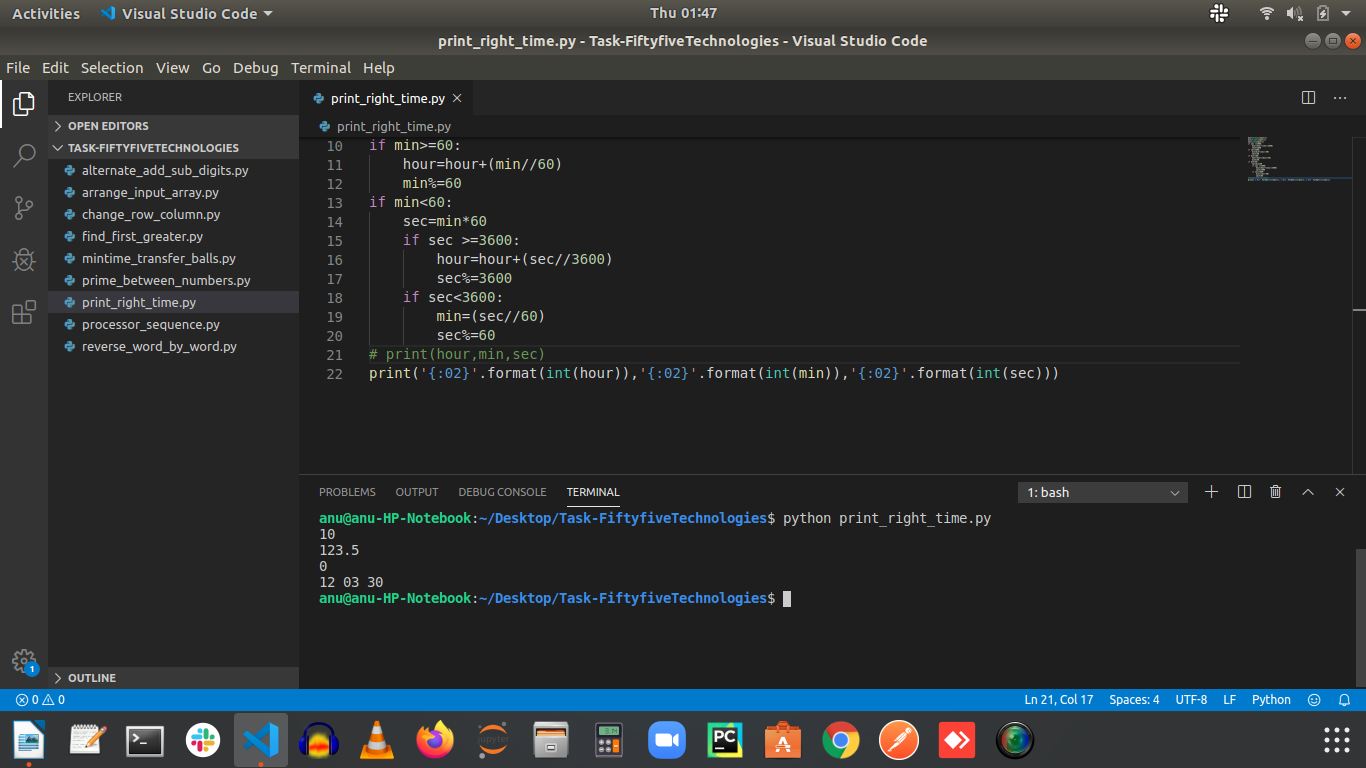 Activities Visual Studio Code Thu 01:47
print_right_time.py - Task-FiftyfiveTechnologies - Visual Studio Code
File Edit Selection View Go Debug Terminal Help
EXPLORER
OPEN EDITORS
TASK-FIFTYFIVETECHNOLOGIES
alternate_add_sub_digits.py
arrange_input_array.py
change_row_column.py
find_first_greater.py
mintime_transfer_balls.py
prime_between_numbers.py
print_right_time.py
processor_sequence.py
reverse_word_by_word.py
OUTLINE
1
print_right_time.py
print_right_time.py
10 if min>=60:
11 hour=hour+(min//60)
12 min%=60
13 if min<60:
14 sec=min*60
15 if sec >=3600:
16 hour=hour+(sec//3600)
17 sec%=3600
18 if sec<3600:
19 min=(sec//60)
20 sec%=60
21 # print(hour,min,sec)
22 print('{:02}'.format(int(hour)),'{:02}'.format(int(min)),'{:02}'.format(int(sec)))
PROBLEMS OUTPUT DEBUG CONSOLE TERMINAL 1: bash
anu@anu-HP-Notebook:~/Desktop/Task-FiftyfiveTechnologies$ python print_right_time.py
10
123.5
0
12 03 30
anu@anu-HP-Notebook:~/Desktop/Task-FiftyfiveTechnologies$
0 0 Ln 21, Col 17 Spaces: 4 UTF-8 LF Python
PC